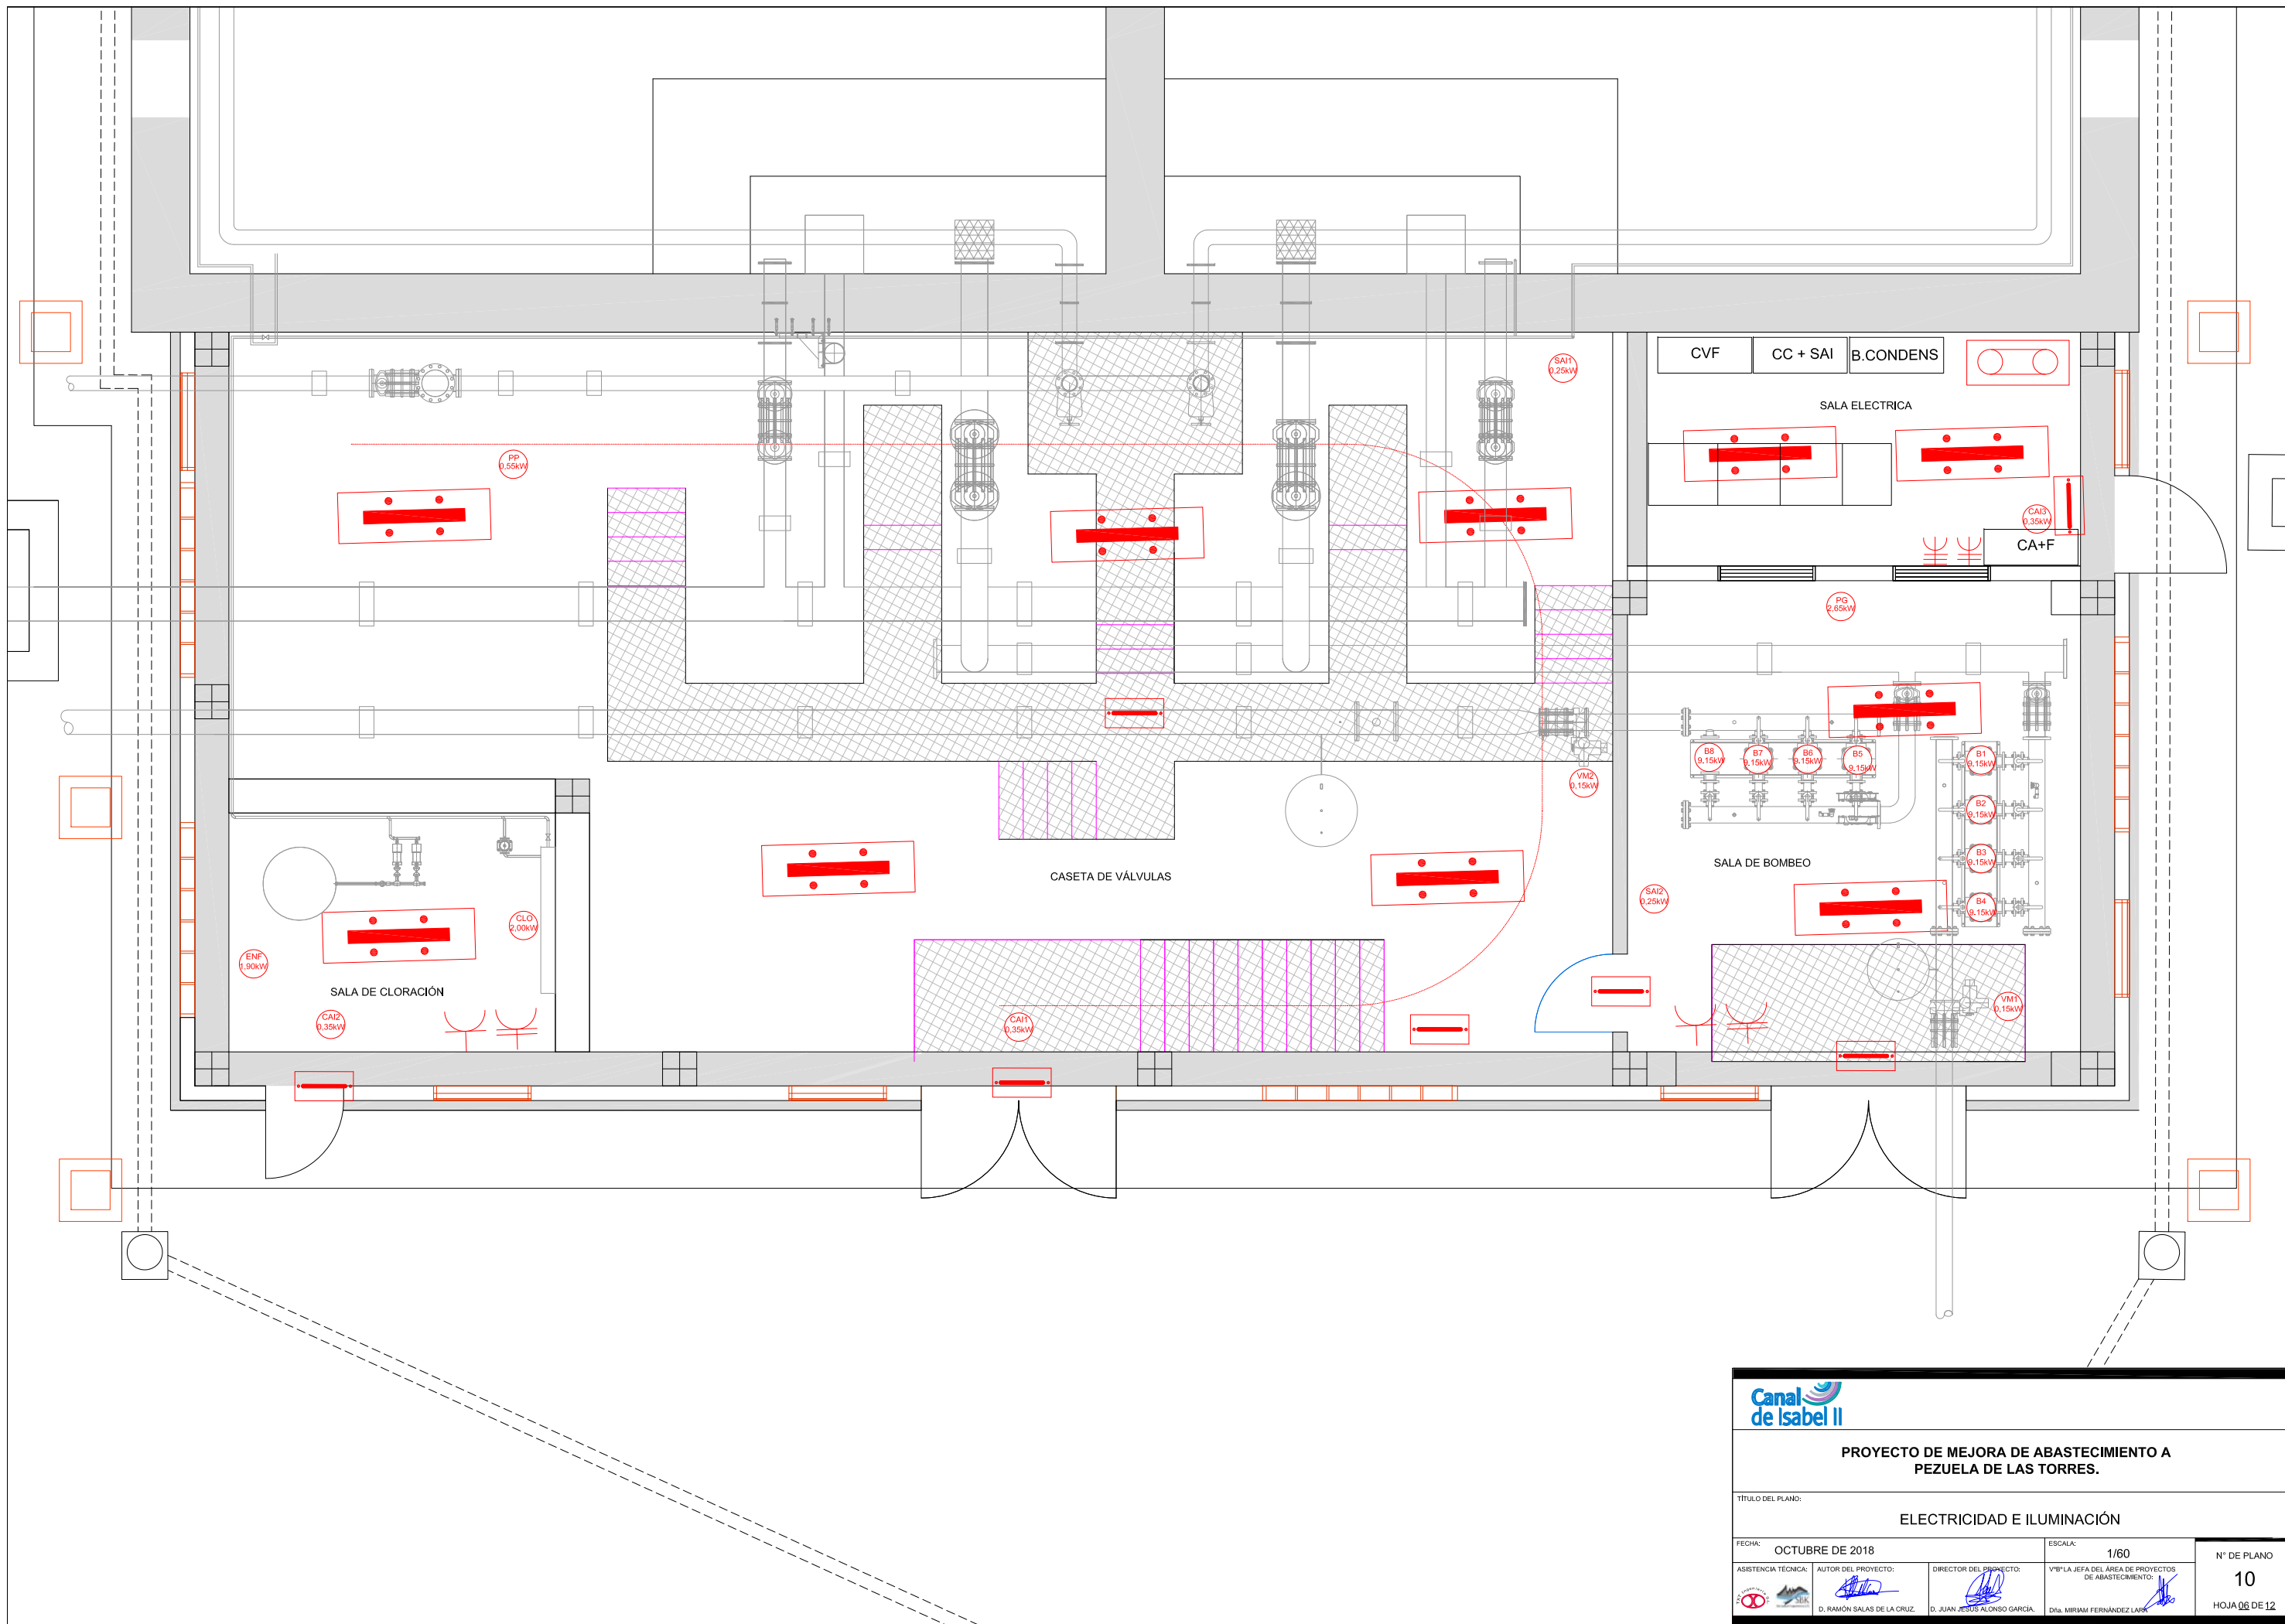 SAI1
0,25kW
CVF
CC + SAI
B.CONDENS
SALA ELECTRICA
PP
0,55kW
CAI3
0,35kW
CA+F
PG
2,65kW
B8
9,15kW
B7
9,15kW
B6
9,15kW
B5
9,15kW
B1
9,15kW
VM2
0,15kW
B2
9,15kW
B3
9,15kW
SALA DE BOMBEO
CASETA DE VÁLVULAS
SAI2
0,25kW
B4
9,15kW
CLO
2,00kW
ENF
1,90kW
SALA DE CLORACIÓN
CAI2
0,35kW
CAI1
0,35kW
VM1
0,15kW
Canal
de Isabel II
PROYECTO DE MEJORA DE ABASTECIMIENTO A
PEZUELA DE LAS TORRES.
TÍTULO DEL PLANO:
ELECTRICIDAD E ILUMINACIÓN
FECHA:
OCTUBRE DE 2018
ESCALA:
1/60
Nº DE PLANO
10
HOJA 06 DE 12
ASISTENCIA TÉCNICA:
AUTOR DEL PROYECTO:
D. RAMÓN SALAS DE LA CRUZ.
DIRECTOR DEL PROYECTO:
D. JUAN JESÚS ALONSO GARCÍA.
VºBº LA JEFA DEL ÁREA DE PROYECTOS
DE ABASTECIMIENTO:
Dña. MIRIAM FERNÁNDEZ LARA